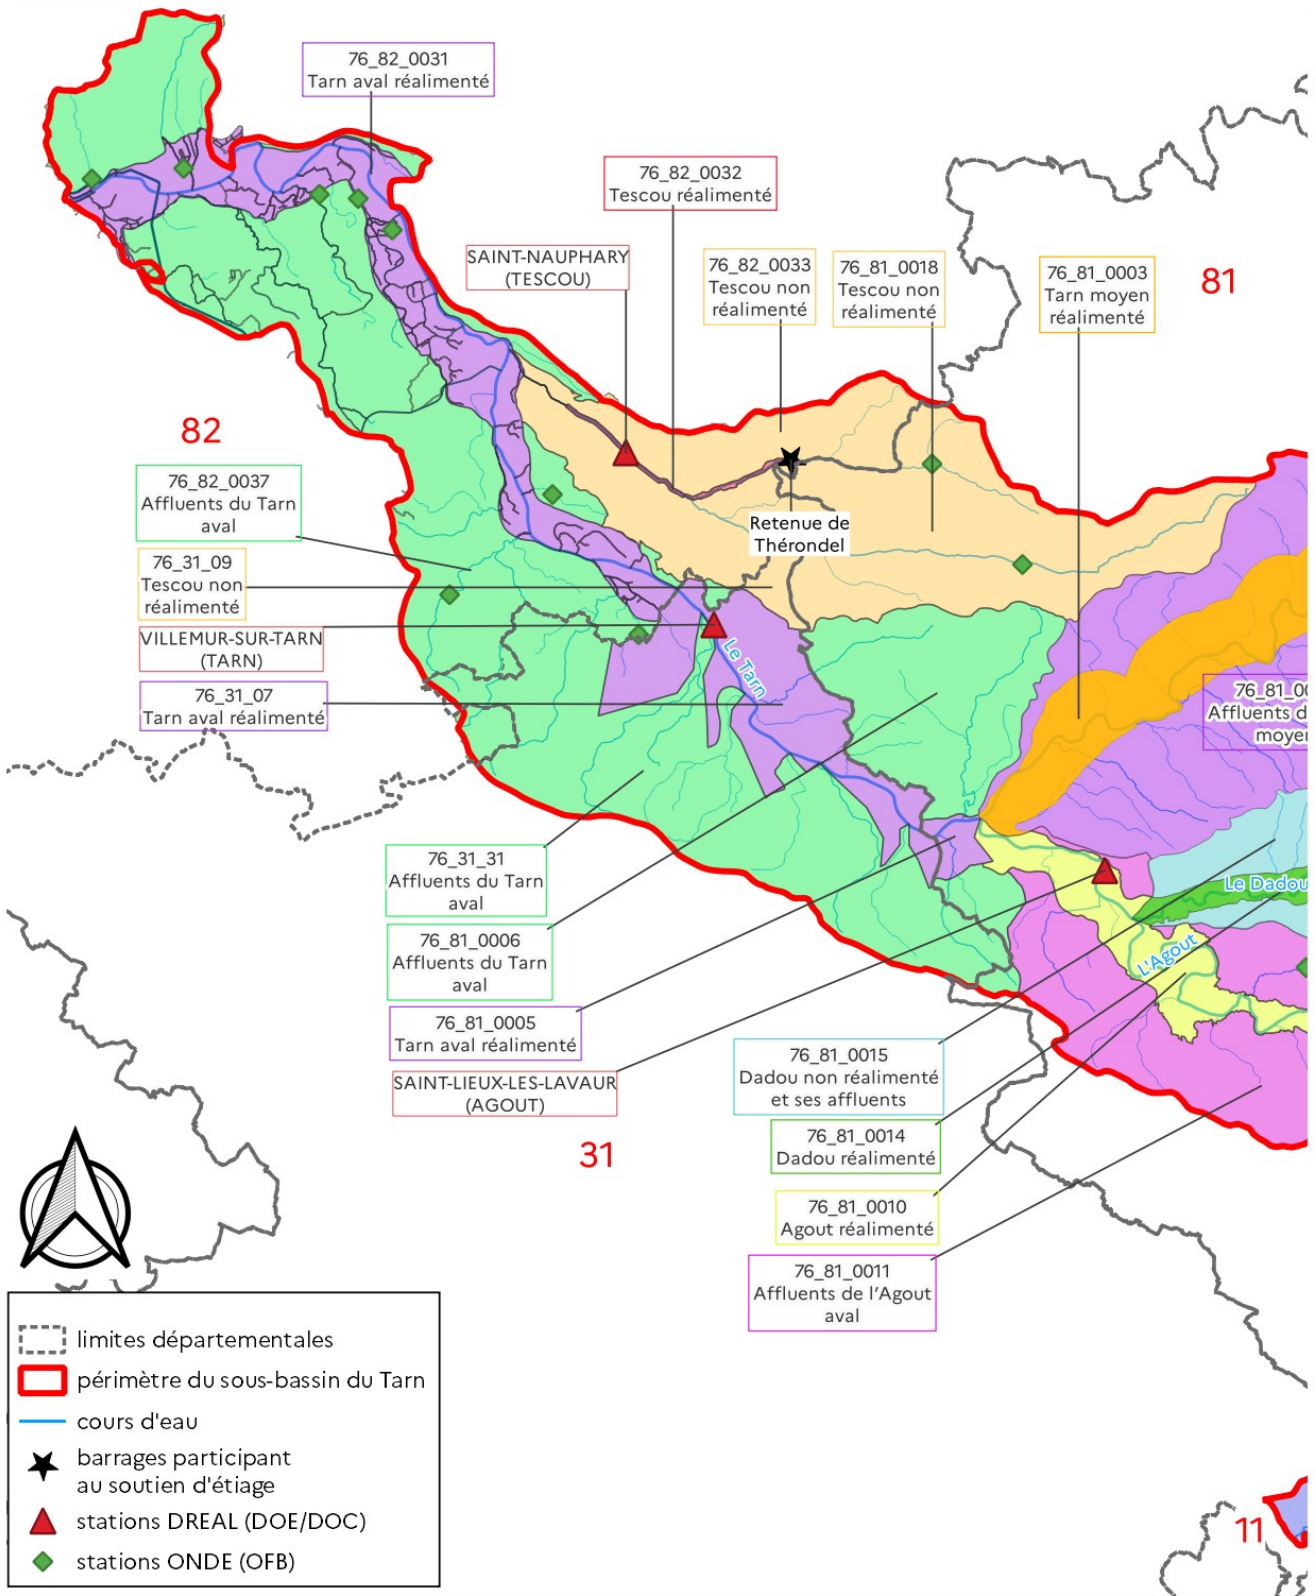 76_82_0031
Tarn aval réalimenté
76_82_0032
Tescou réalimenté
SAINT-NAUPHARY
(TESCOU)
76_82_0033
Tescou non
réalimenté
76_81_0018
Tescou non
réalimenté
76_81_0003
Tarn moyen
réalimenté
81
82
76_82_0037
Affluents du Tarn
aval
Retenue de
Thérondel
76_31_09
Tescou non
réalimenté
VILLEMUR-SUR-TARN
(TARN)
76_31_07
Tarn aval réalimenté
Le Tarn
76_81_00
Affluents d
moyen
76_31_31
Affluents du Tarn
aval
Le Dadou
76_81_0006
Affluents du Tarn
aval
L'Agout
76_81_0005
Tarn aval réalimenté
SAINT-LIEUX-LES-LAVAUR
(AGOUT)
76_81_0015
Dadou non réalimenté
et ses affluents
31
76_81_0014
Dadou réalimenté
76_81_0010
Agout réalimenté
76_81_0011
Affluents de l'Agout
aval
limites départementales
périmètre du sous-bassin du Tarn
cours d'eau
barrages participant
au soutien d'étiage
stations DREAL (DOE/DOC)
stations ONDE (OFB)
11